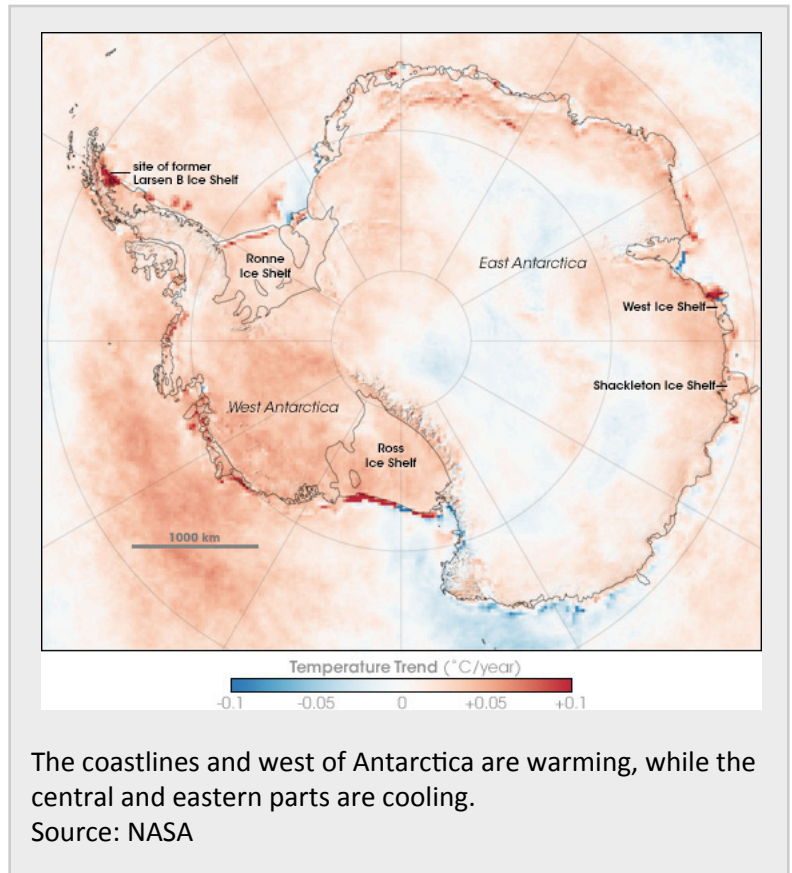 site of former
Larsen B Ice Shelf
Ronne
Ice Shelf
East Antarctica
West Ice Shelf
Shackleton Ice Shelf
West Antarctica
Ross
Ice Shelf
1000 km
Temperature Trend (°C/year)
-0.1 -0.05 0 +0.05 +0.1
The coastlines and west of Antarctica are warming, while the
central and eastern parts are cooling.
Source: NASA